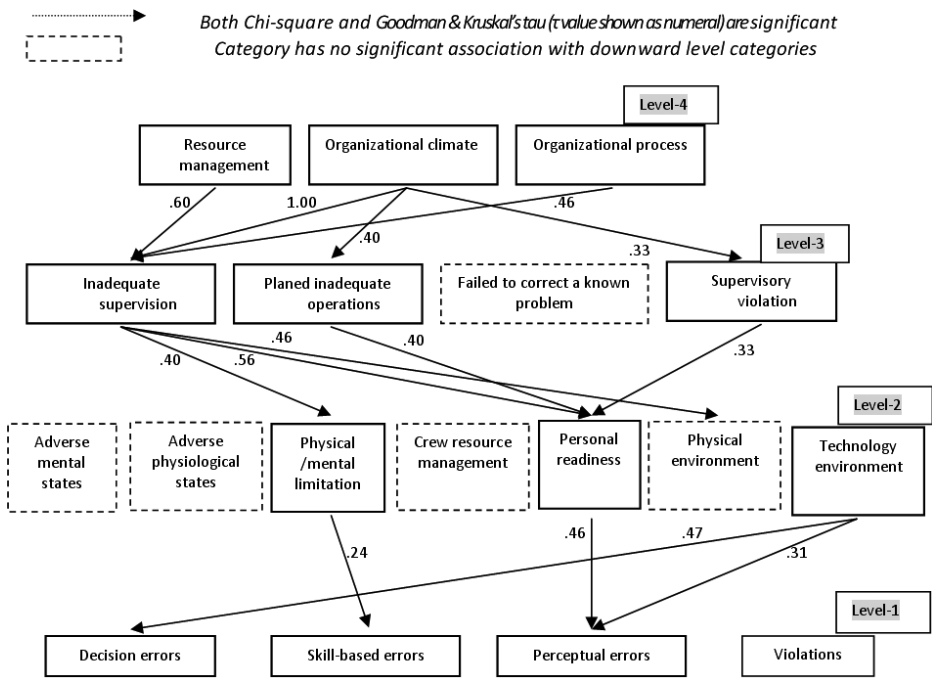 Both Chi-square and Goodman & Kruskal's tau (τ value shown as numeral) are significant
Category has no significant association with downward level categories
Level-4
Resource
management
Organizational climate
Organizational process
.60
1.00
.46
.40
.33
Level-3
Inadequate
supervision
Planed inadequate
operations
Failed to correct a known
problem
Supervisory
violation
.46
.40
.40
.56
.33
Level-2
Adverse
mental
states
Adverse
physiological
states
Physical
/mental
limitation
Crew resource
management
Personal
readiness
Physical
environment
Technology
environment
.24
.46
.47
.31
Level-1
Decision errors
Skill-based errors
Perceptual errors
Violations